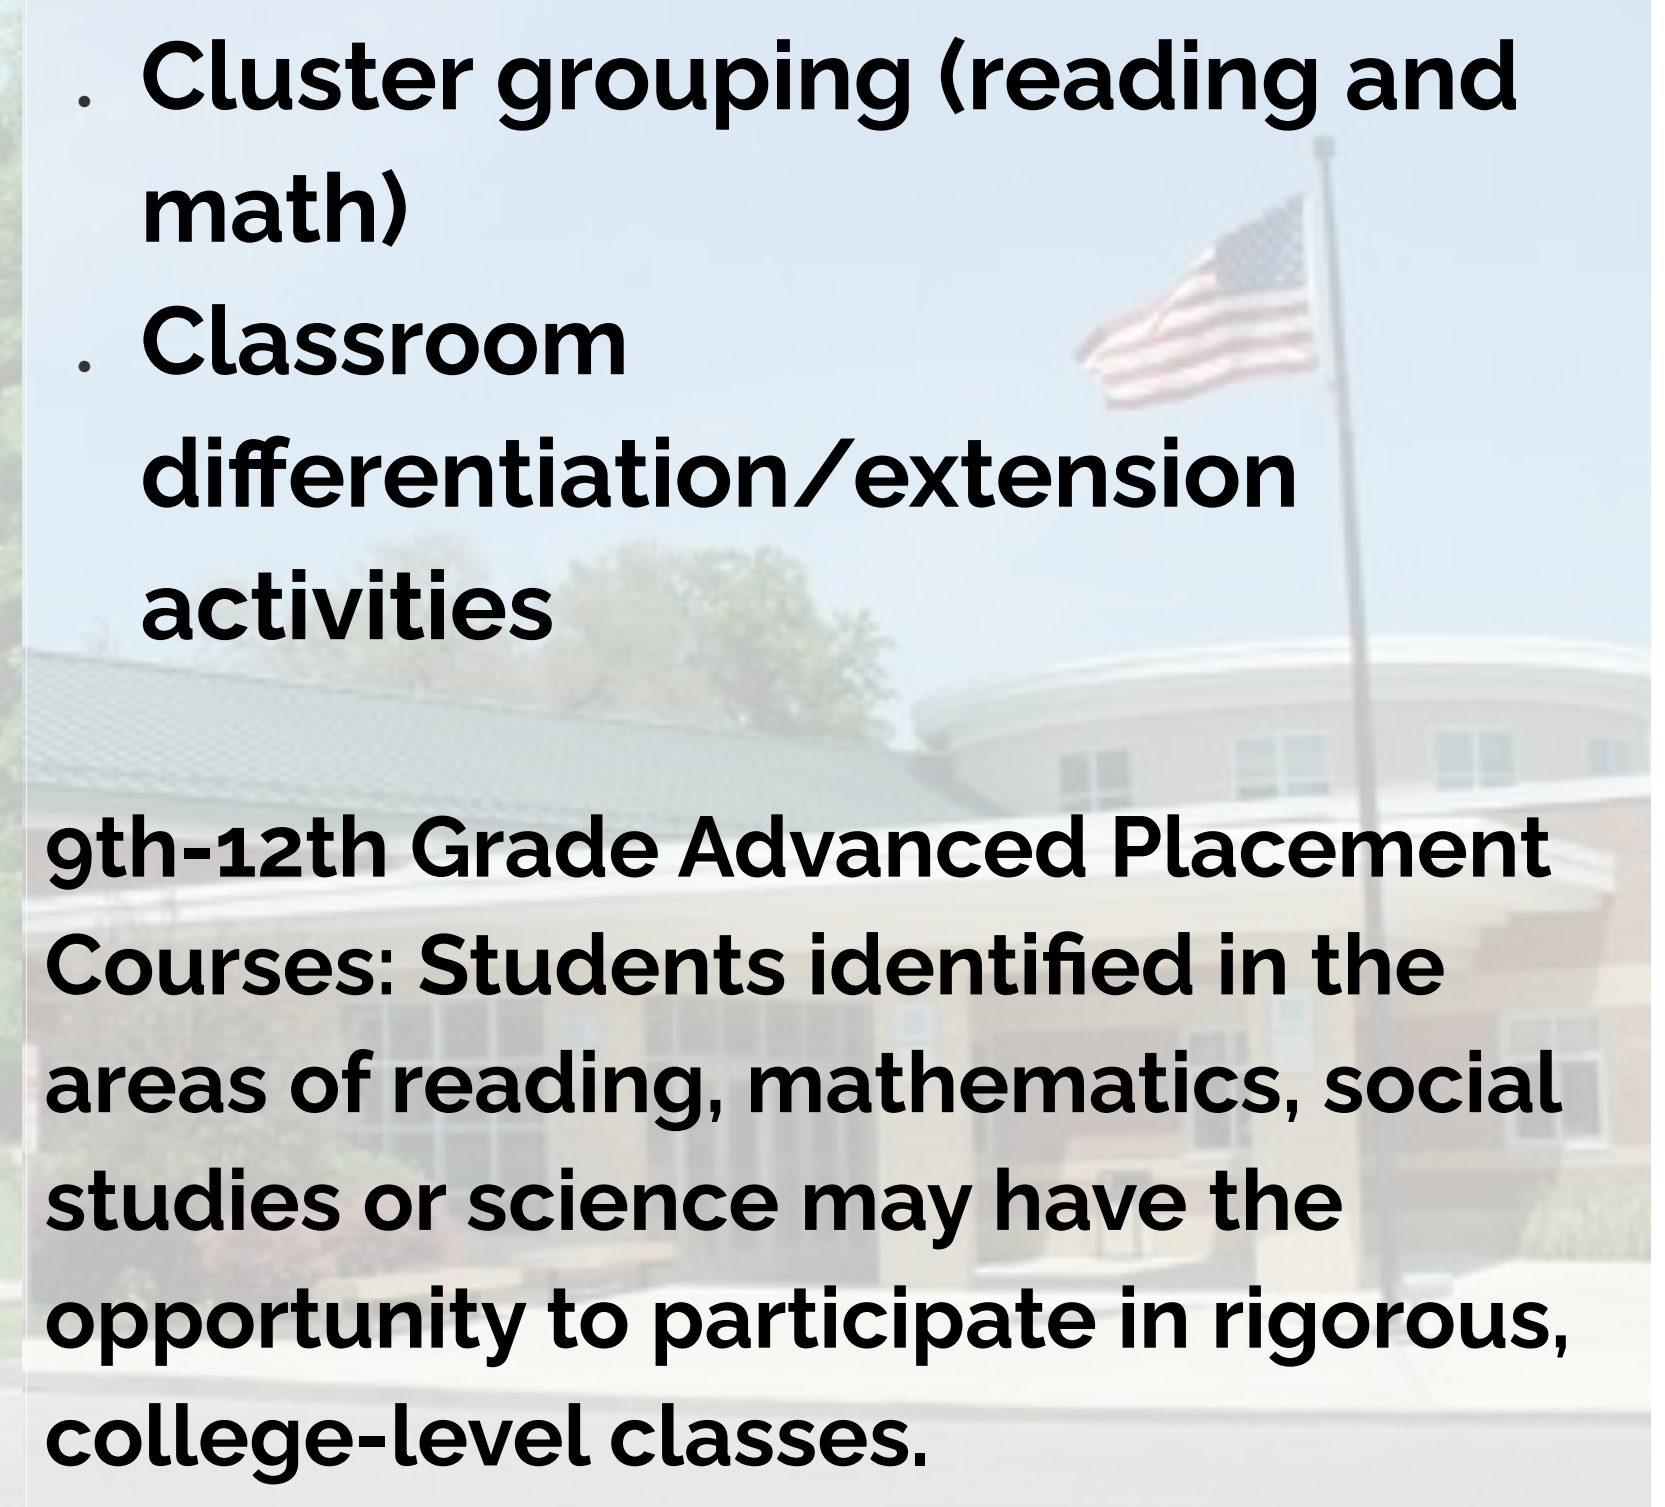 . Cluster grouping (reading and
math)
. Classroom
differentiation/extension
activities
9th-12th Grade Advanced Placement
Courses: Students identified in the
areas of reading, mathematics, social
studies or science may have the
opportunity to participate in rigorous,
college-level classes.